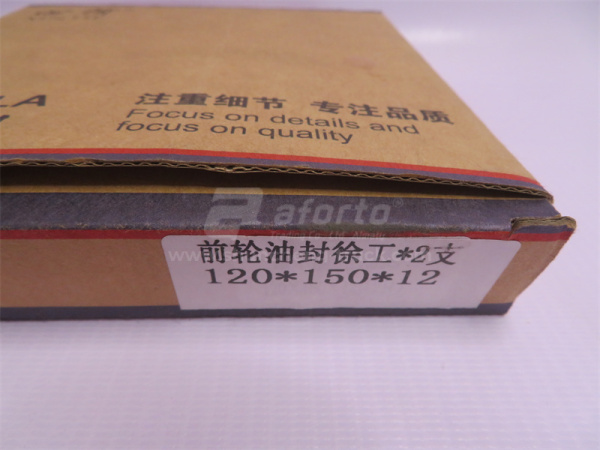 LA
注重细节 专注品质
Focus on details and
focus on quality
aforto
前轮油封徐工*2支
120*150*12